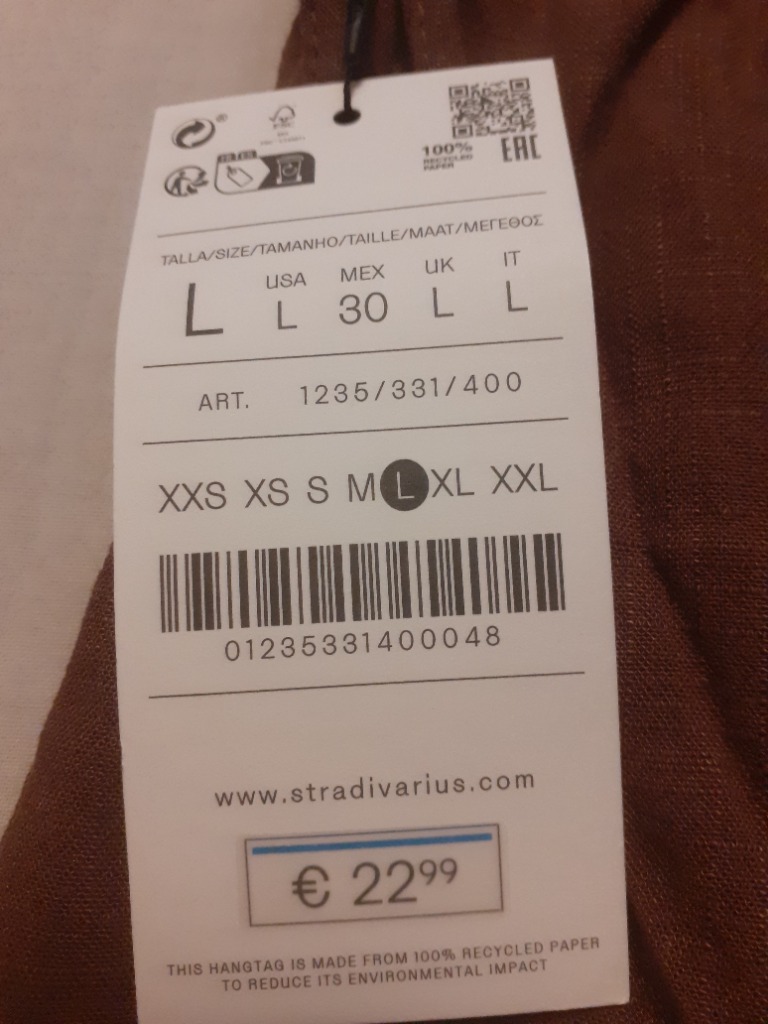 FSC
100%
RECYCLED
PAPER
EAC
TALLA/SIZE/TAMANHO/TAILLE/MAAT/ΜΕΓΕΘΟΣ
L
USA
L
MEX
30
UK
L
IT
L
ART. 1235/331/400
XXS XS S M L XL XXL
01235331400048
www.stradivarius.com
€ 22⁹⁹
THIS HANGTAG IS MADE FROM 100% RECYCLED PAPER
TO REDUCE ITS ENVIRONMENTAL IMPACT